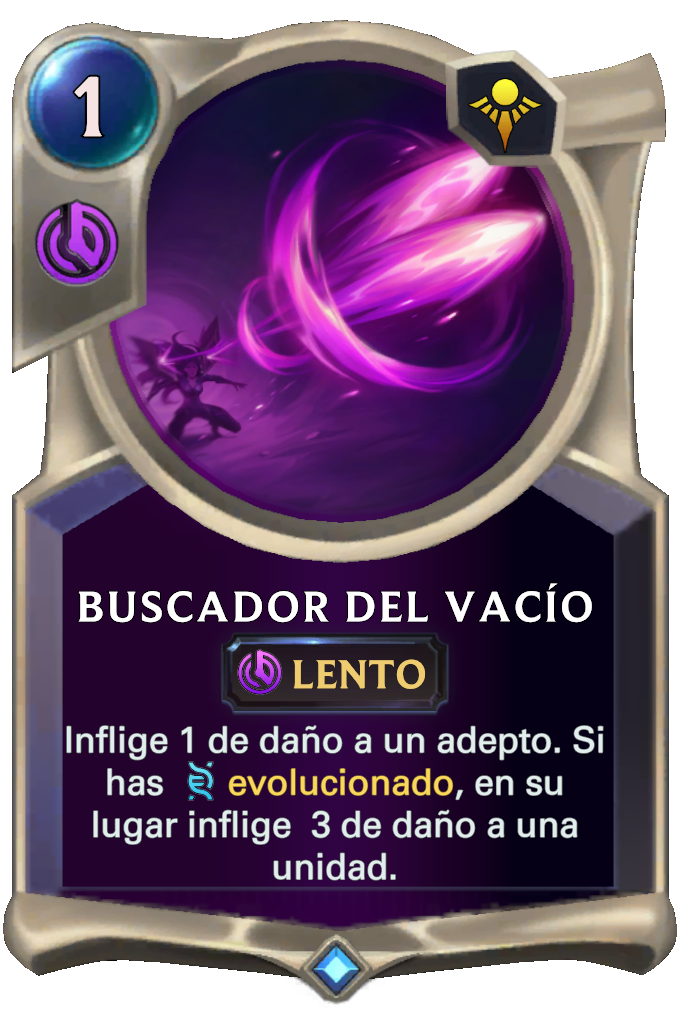 1
BUSCADOR DEL VACÍO
LENTO
Inflige 1 de daño a un adepto. Si
has evolucionado, en su
lugar inflige 3 de daño a una
unidad.